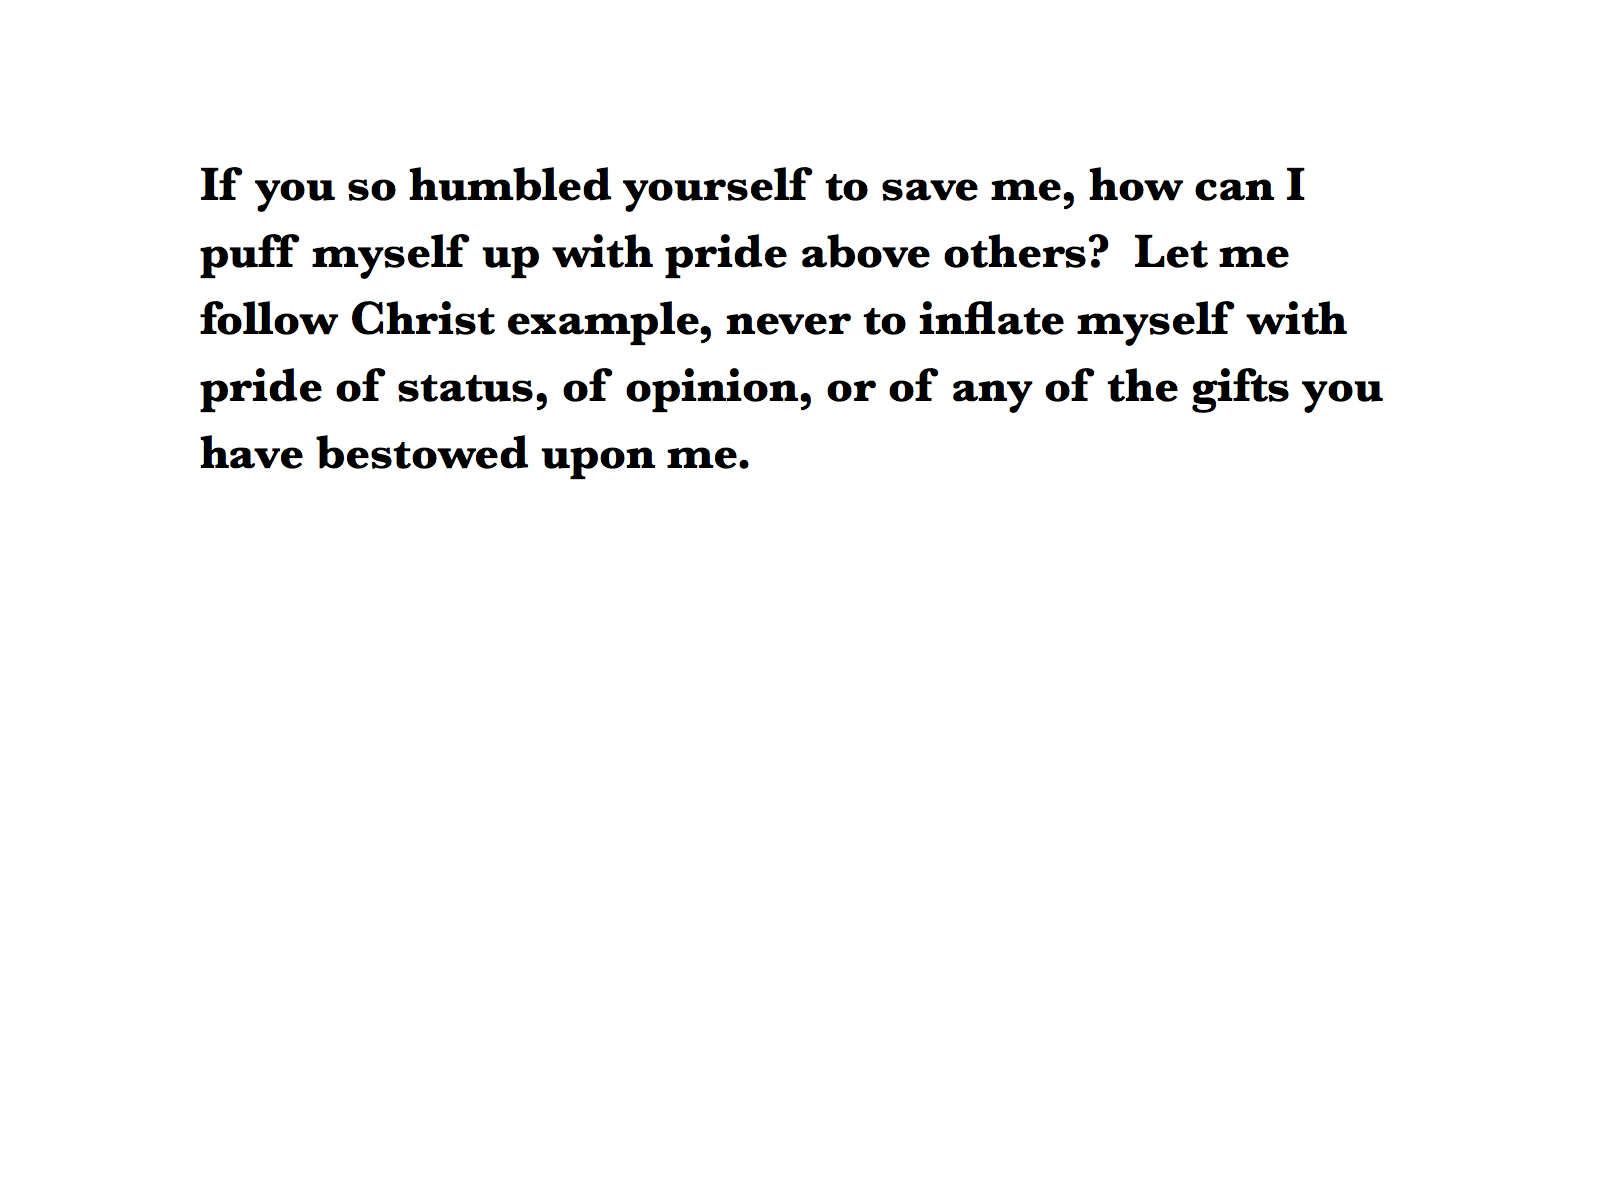 If you so humbled yourself to save me, how can I
puff myself up with pride above others?  Let me
follow Christ example, never to inflate myself with
pride of status, of opinion, or of any of the gifts you
have bestowed upon me.